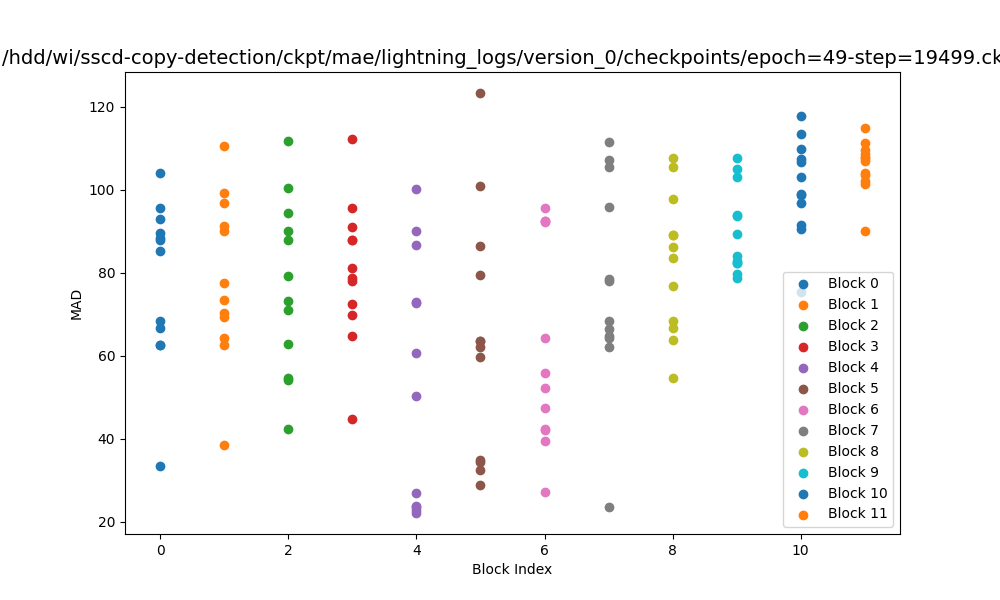 /hdd/wi/sscd-copy-detection/ckpt/mae/lightning_logs/version_0/checkpoints/epoch=49-step=19499.ck
120
100
80
60
40
20
MAD
0
2
4
6
8
10
Block Index
Block 0
Block 1
Block 2
Block 3
Block 4
Block 5
Block 6
Block 7
Block 8
Block 9
Block 10
Block 11